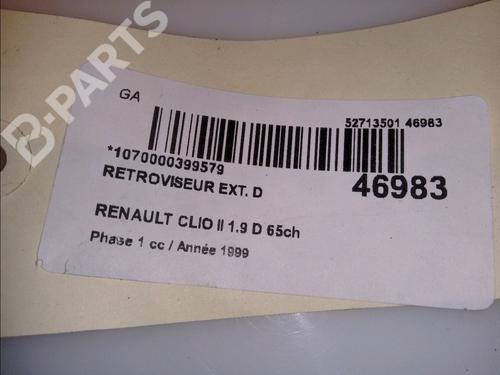 B-PARTS
GA
52713501 46983
*1070000399579
RETROVISEUR EXT. D
46983
RENAULT CLIO II 1.9 D 65ch
Phase 1 cc / Année 1999